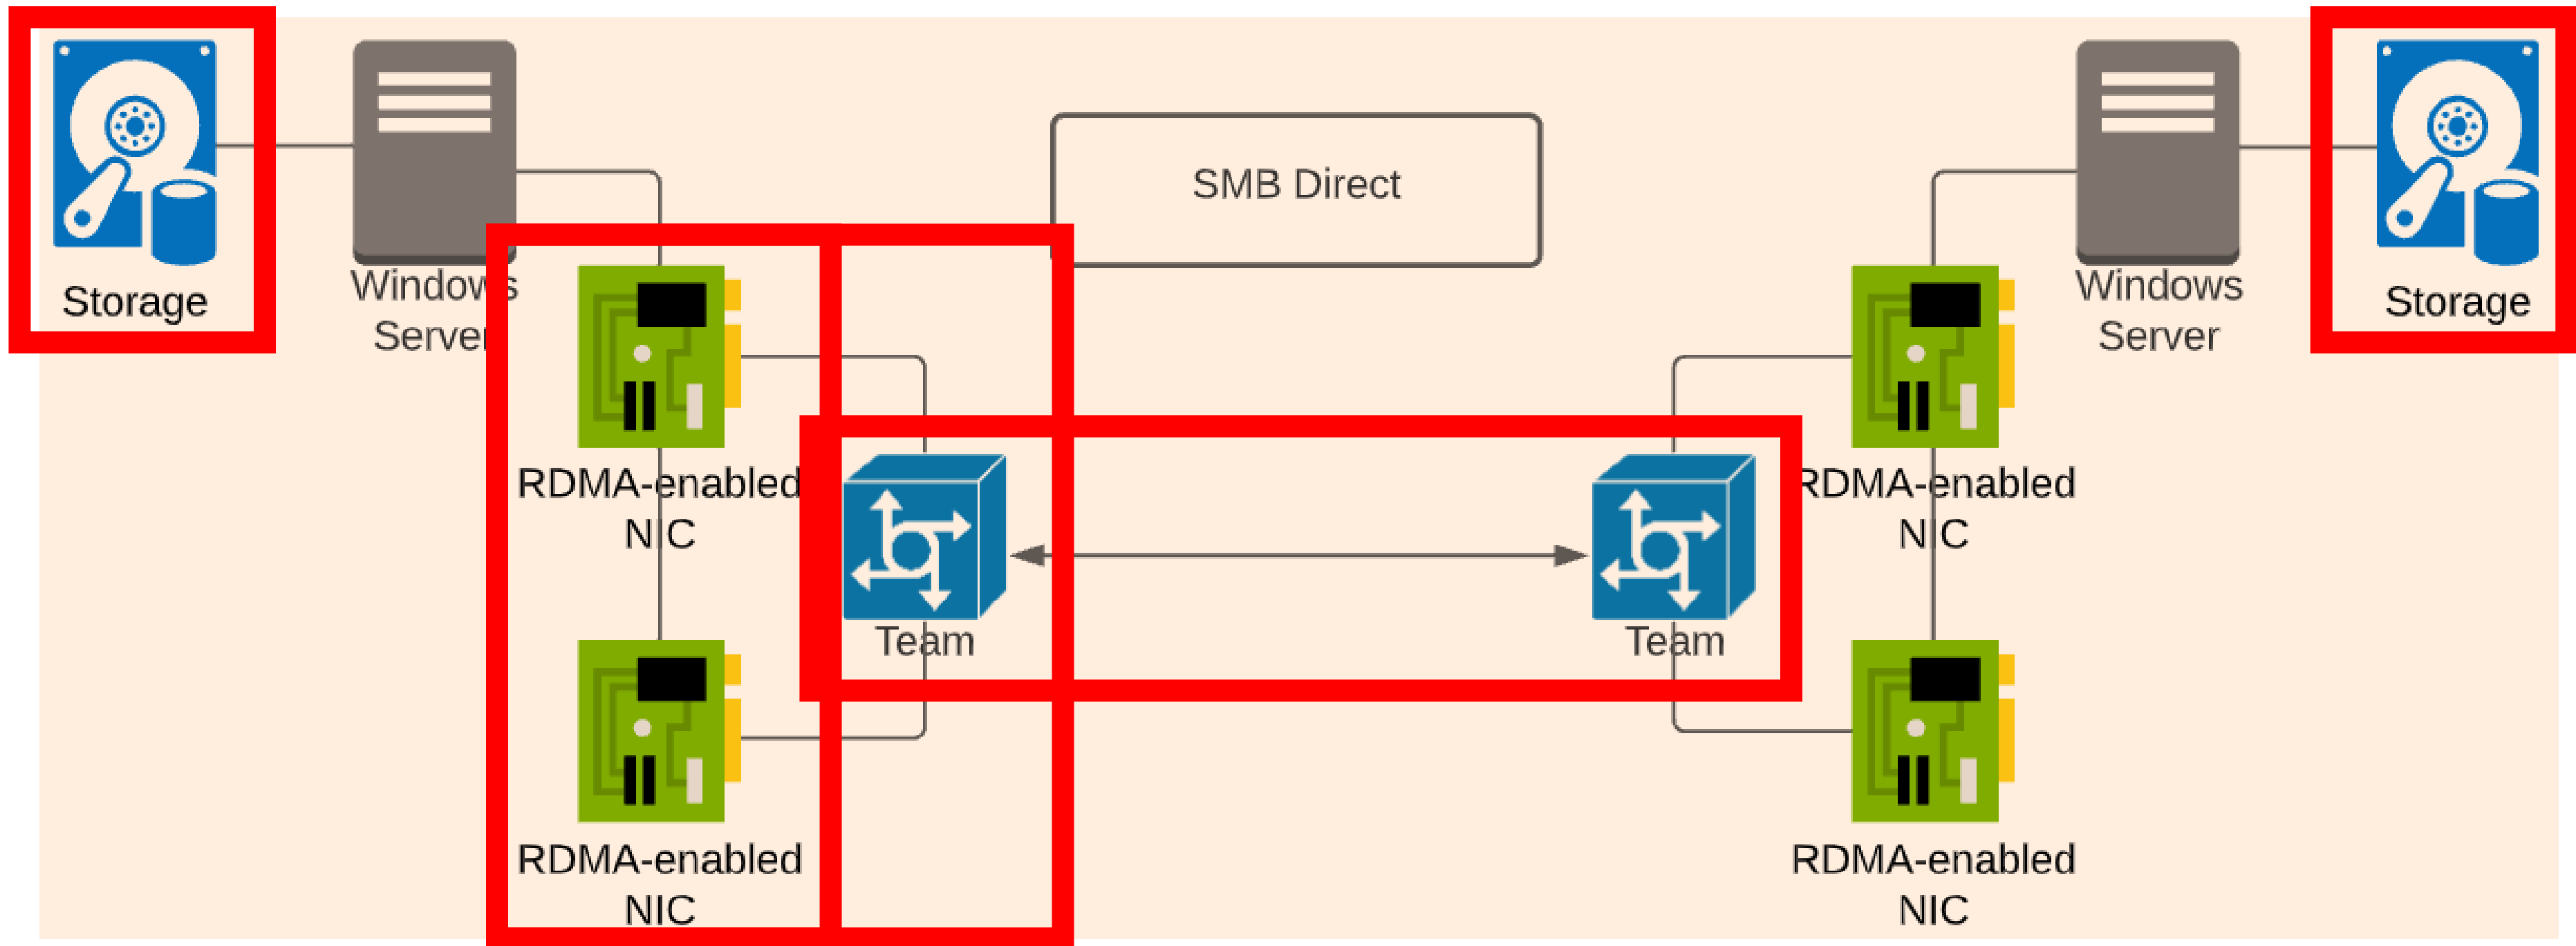 SMB Direct
Storage
Windows
Server
Windows
Server
Storage
RDMA-enabled
NIC
RDMA-enabled
NIC
Team
Team
RDMA-enabled
NIC
RDMA-enabled
NIC